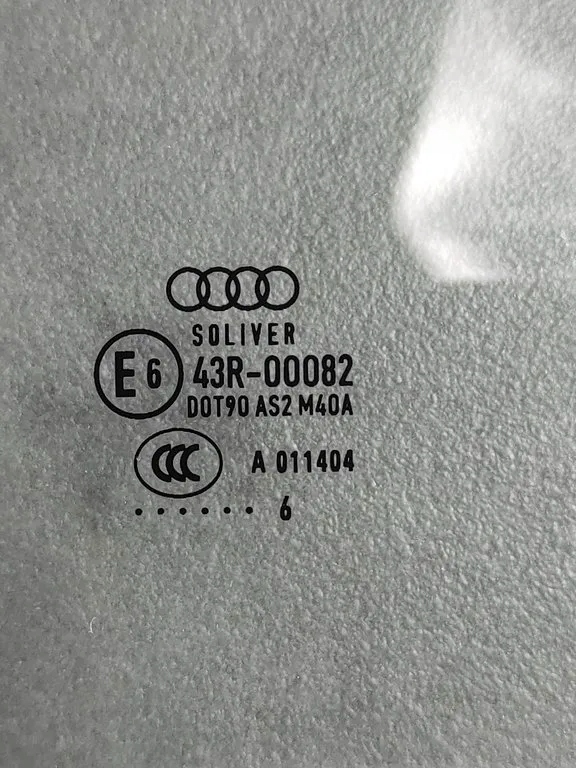 SOLIVER
E6 43R-00082
DOT90 AS2 M40A
CCC A 011404
...... 6